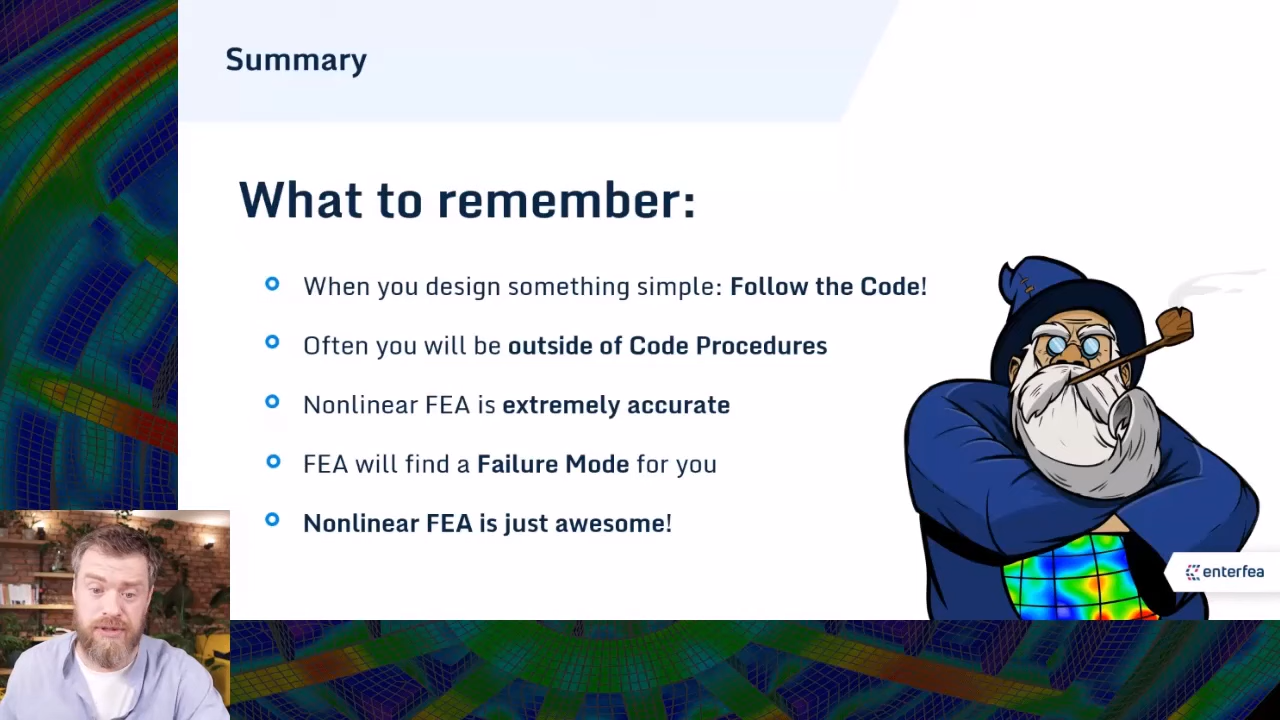 Summary
What to remember:
When you design something simple: Follow the Code!
Often you will be outside of Code Procedures
Nonlinear FEA is extremely accurate
FEA will find a Failure Mode for you
Nonlinear FEA is just awesome!
enterfea